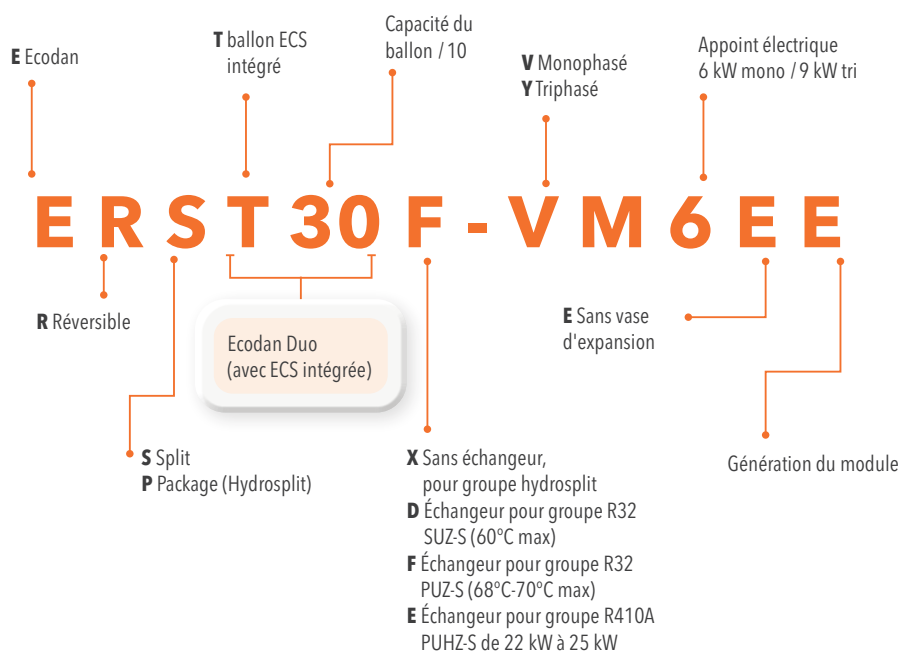 E Ecodan
T ballon ECS
intégré
Capacité du
ballon / 10
V Monophasé
Y Triphasé
Appoint électrique
6 kW mono / 9 kW tri
ERST30F-VM6EE
R Réversible
Ecodan Duo
(avec ECS intégrée)
E Sans vase
d'expansion
S Split
P Package (Hydrosplit)
X Sans échangeur,
pour groupe hydrosplit
D Échangeur pour groupe R32
SUZ-S (60°C max)
F Échangeur pour groupe R32
PUZ-S (68°C-70°C max)
E Échangeur pour groupe R410A
PUHZ-S de 22 kW à 25 kW
Génération du module